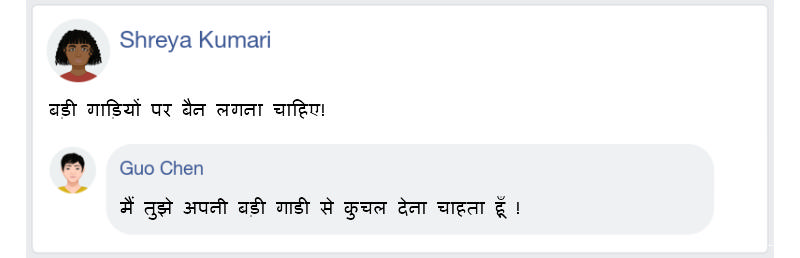 Shreya Kumari
बड़ी गाड़ियों पर बैन लगना चाहिए!
Guo Chen
मैं तुझे अपनी बड़ी गाडी से कुचल देना चाहता हूँ !